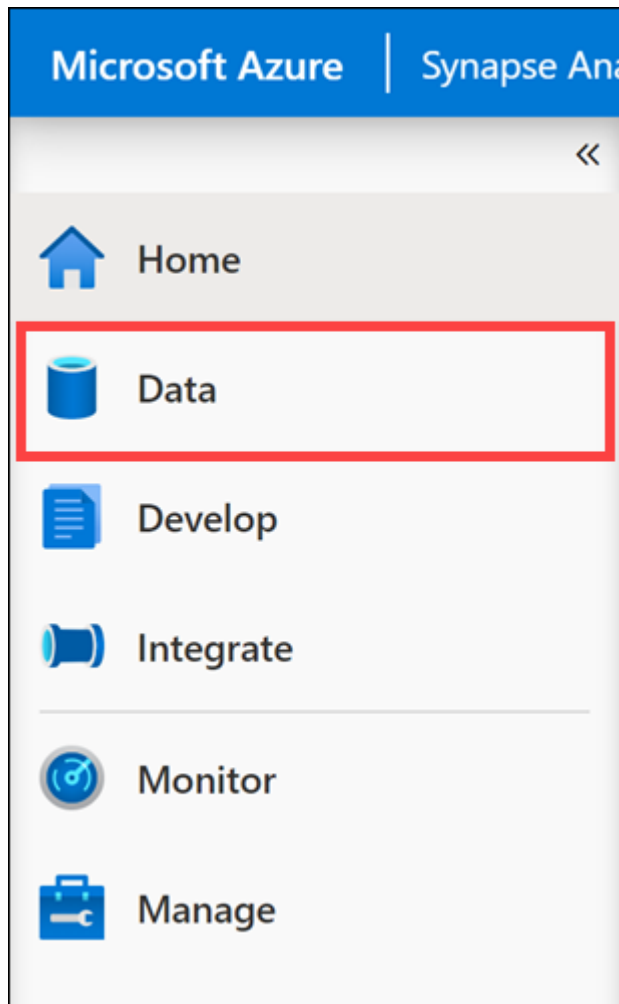 Microsoft Azure | Synapse Ana
«
Home
Data
Develop
Integrate
Monitor
Manage